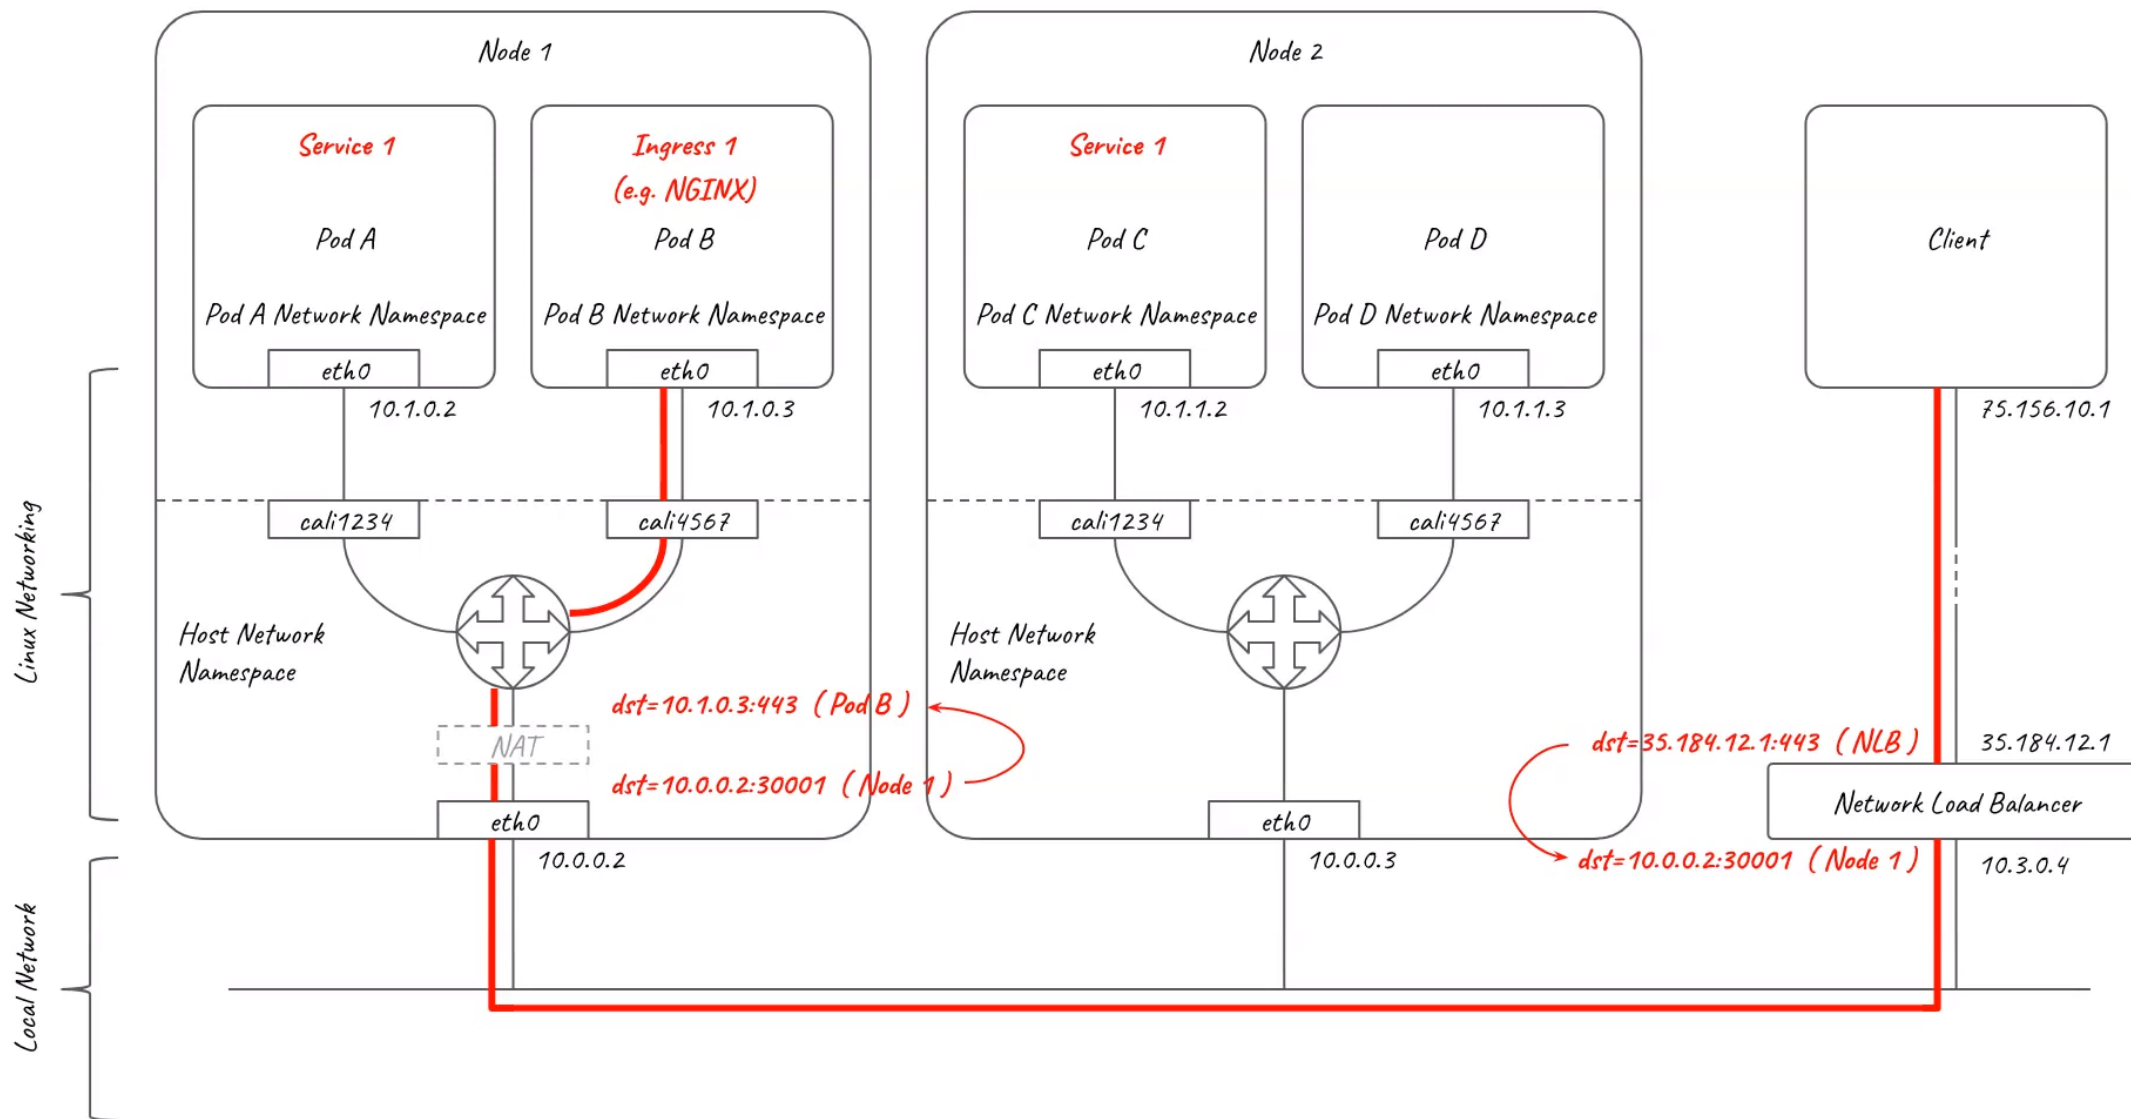 Node 1
Service 1
Pod A
Pod A Network Namespace
eth0
10.1.0.2
cali1234
Ingress 1
(e.g. NGINX)
Pod B
Pod B Network Namespace
eth0
10.1.0.3
cali4567
Host Network
Namespace
dst=10.1.0.3:443 (Pod B)
NAT
dst=10.0.0.2:30001 (Node 1)
eth0
10.0.0.2
Node 2
Service 1
Pod C
Pod C Network Namespace
eth0
10.1.1.2
cali1234
Pod D
Pod D Network Namespace
eth0
10.1.1.3
cali4567
Host Network
Namespace
eth0
10.0.0.3
Client
75.156.10.1
dst=35.184.12.1:443 (NLB)
35.184.12.1
Network Load Balancer
dst=10.0.0.2:30001 (Node 1)
10.3.0.4
Linux Networking
Local Network